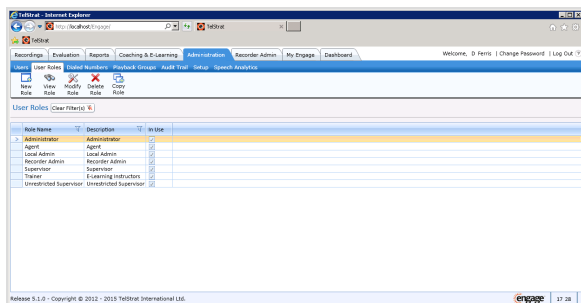 TelStrat - Internet Explorer
http://localhost/Engage/
TelStrat
TelStrat
Recordings Evaluation Reports Coaching & E-Learning Administration Recorder Admin My Engage Dashboard Welcome, D Ferris | Change Password | Log Out
Users User Roles Dialed Numbers Playback Groups Audit Trail Setup Speech Analytics
New Role View Role Modify Role Delete Role Copy Role
User Roles Clear Filter(s)
Role Name Description In Use
Administrator Administrator
Agent Agent
Local Admin Local Admin
Recorder Admin Recorder Admin
Supervisor Supervisor
Trainer E-Learning Instructors
Unrestricted Supervisor Unrestricted Supervisor
Release 5.1.0 - Copyright © 2012 - 2015 TelStrat International Ltd. engage 17 28